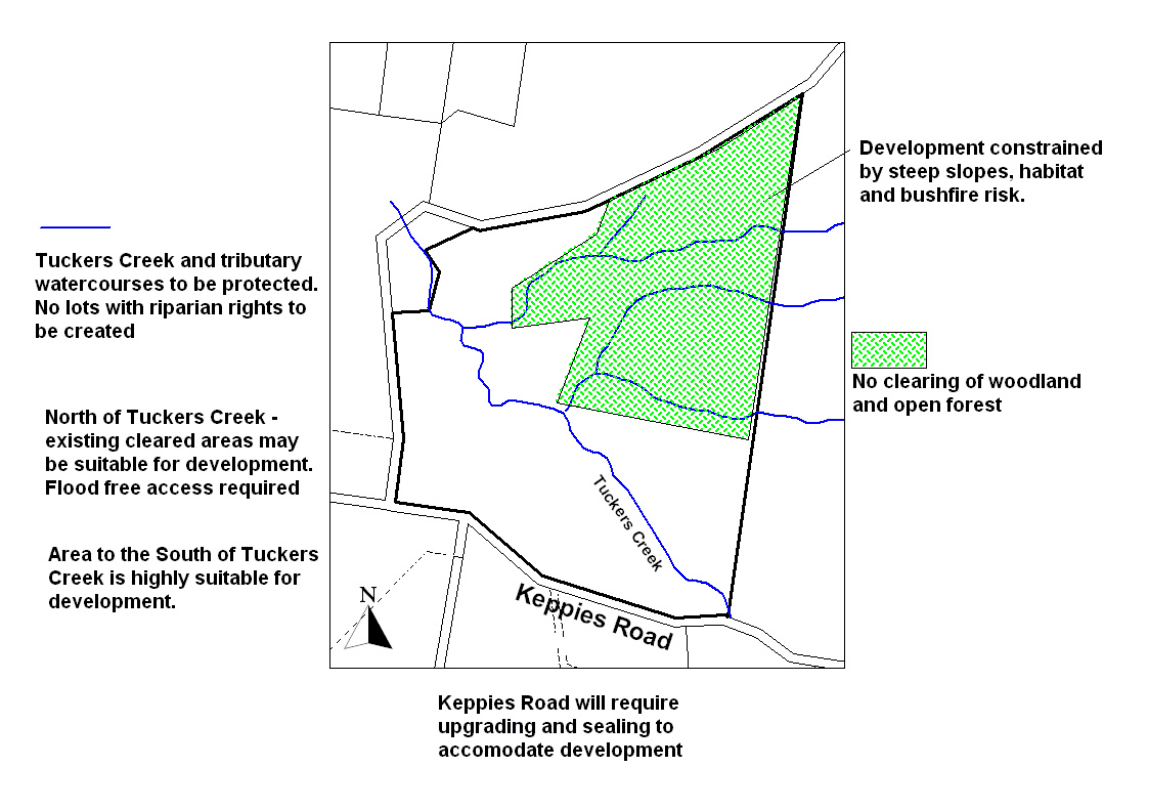 Development constrained
by steep slopes, habitat
and bushfire risk.
Tuckers Creek and tributary
watercourses to be protected.
No lots with riparian rights to
be created
No clearing of woodland
and open forest
North of Tuckers Creek -
existing cleared areas may
be suitable for development.
Flood free access required
Tuckers Creek
Area to the South of Tuckers
Creek is highly suitable for
development.
N
Keppies Road
Keppies Road will require
upgrading and sealing to
accomodate development